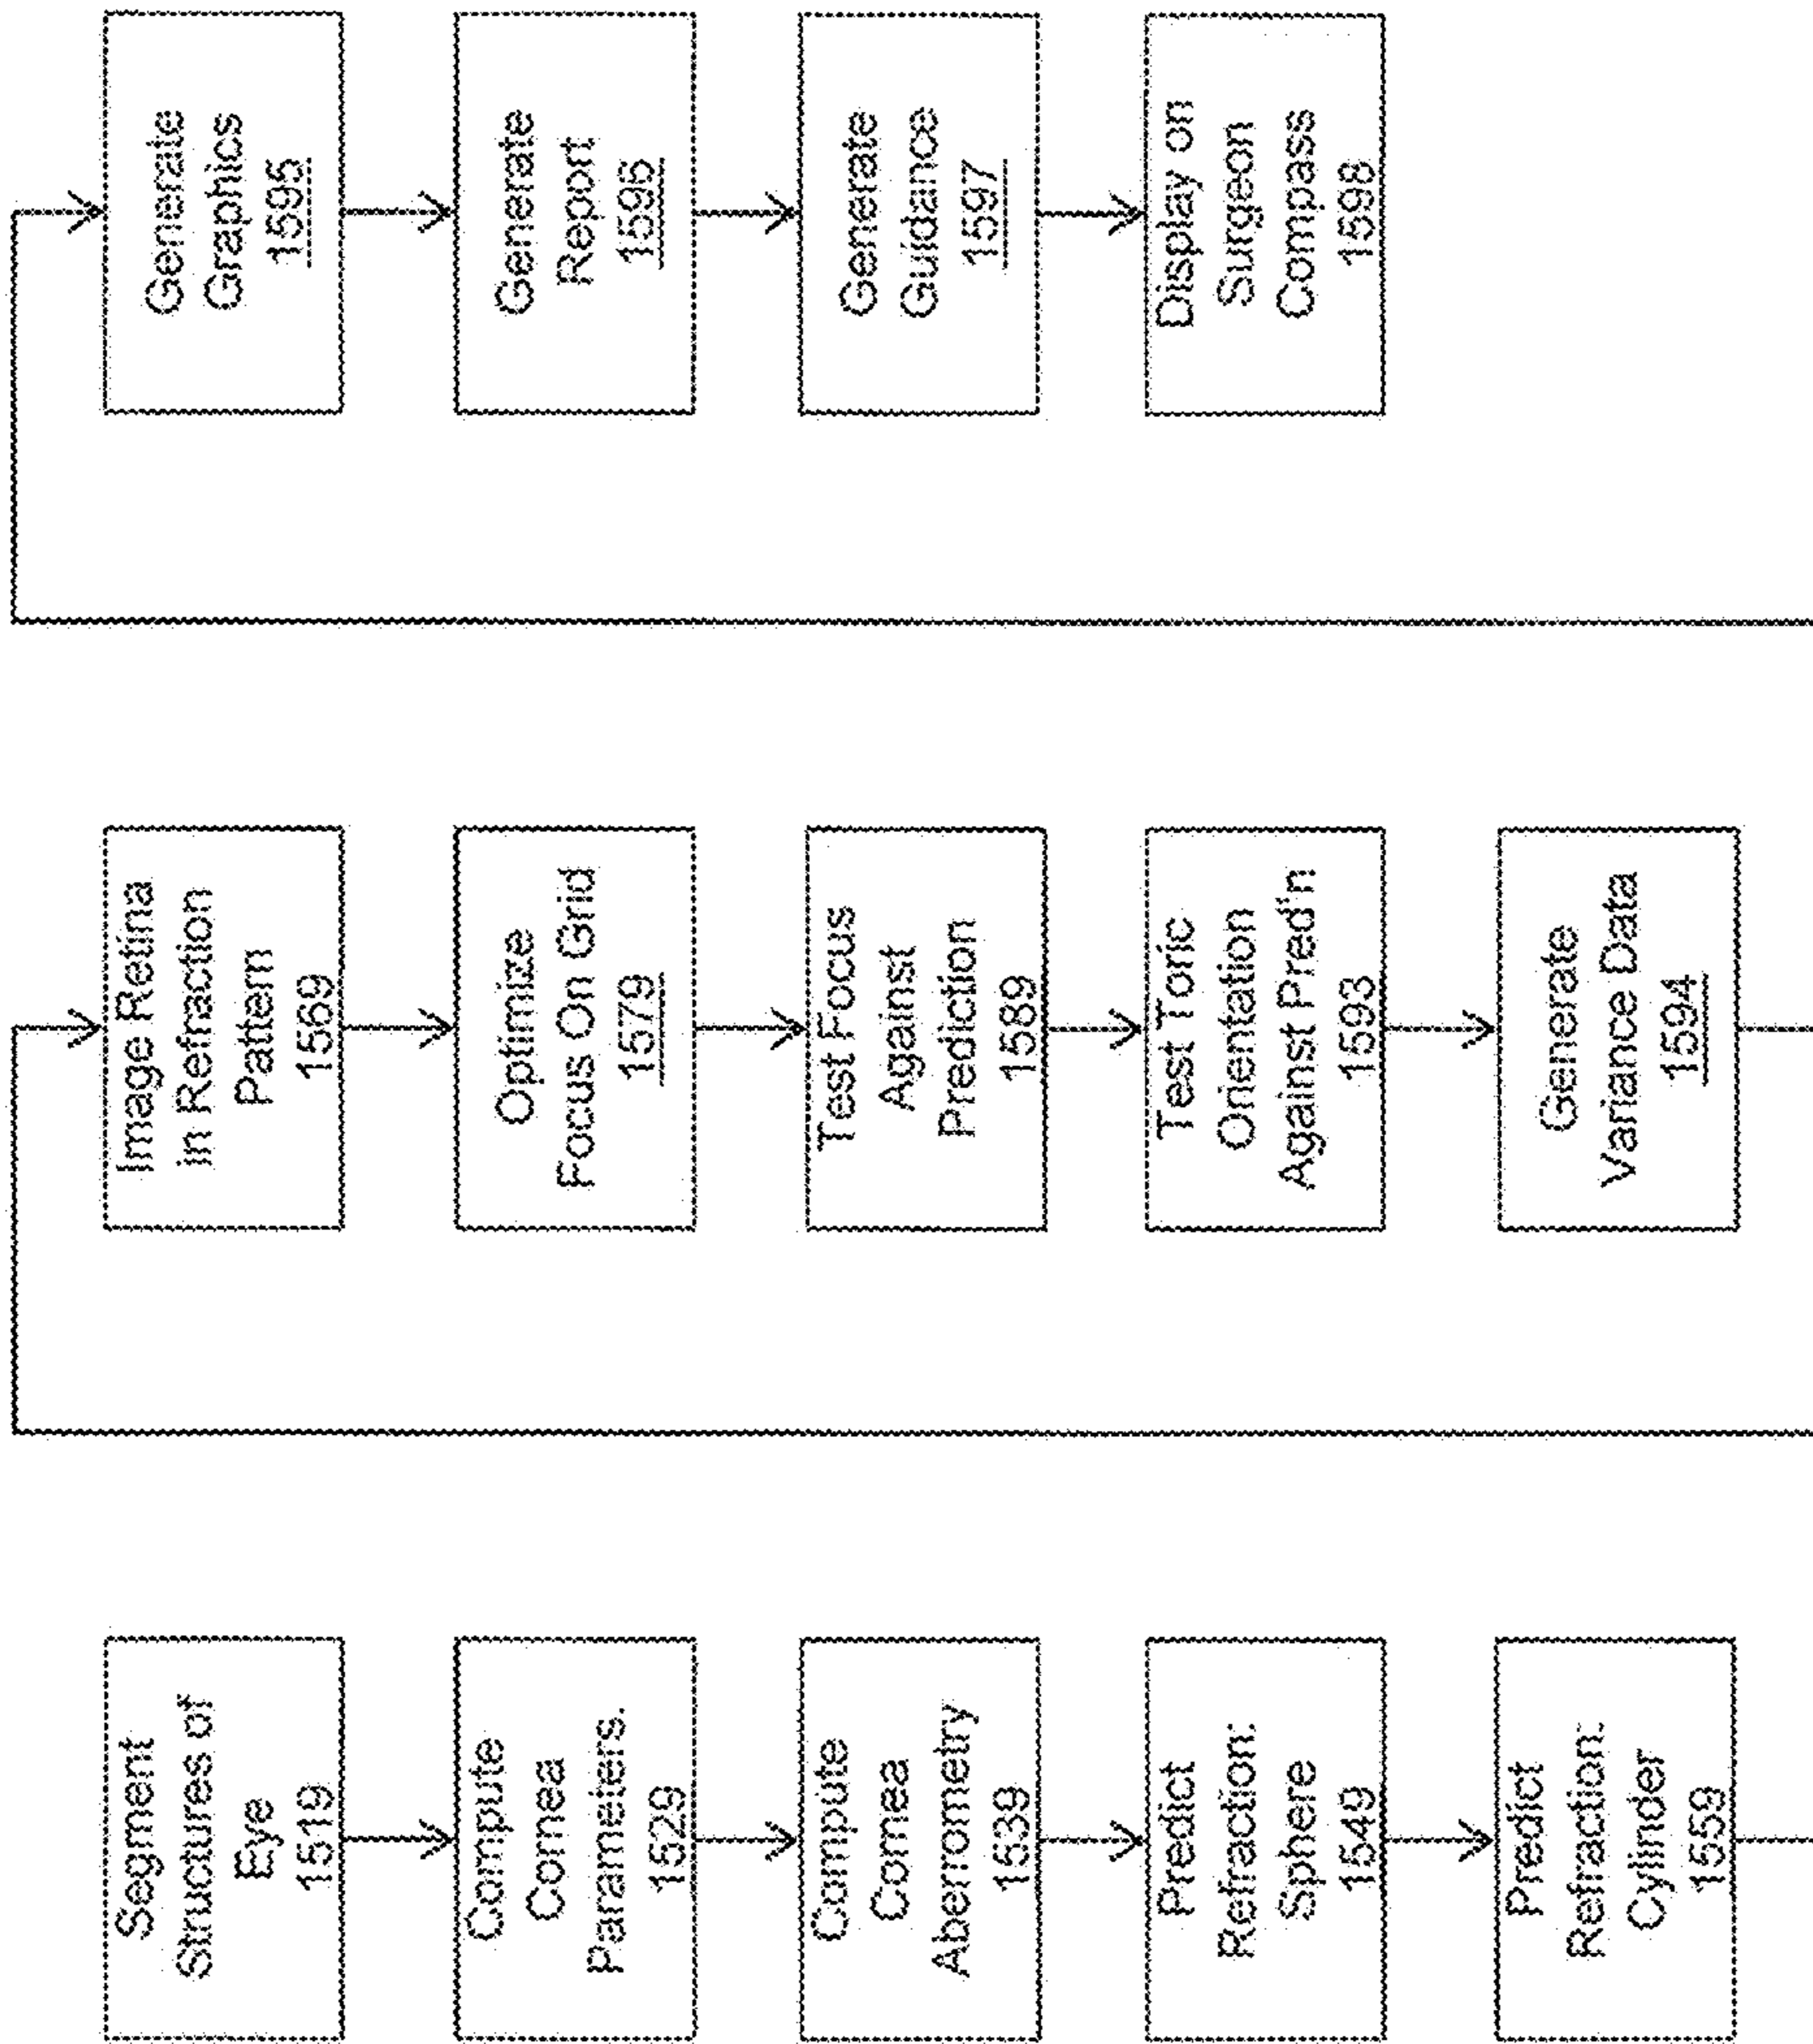 Segment
Structures of
Eye
1519
Compute
Cornea
Parameters.
1529
Compute
Cornea
Aberrometry
1539
Predict
Refraction:
Sphere
1549
Predict
Refraction:
Cylinder
1559
Image Retina
in Refraction
Pattern
1569
Optimize
Focus On Grid
1579
Test Focus
Against
Prediction
1589
Test Toric
Orientation
Against Pred'n
1593
Generate
Variance Data
1594
Generate
Graphics
1595
Generate
Report
1596
Generate
Guidance
1597
Display on
Surgeon
Compass
1598